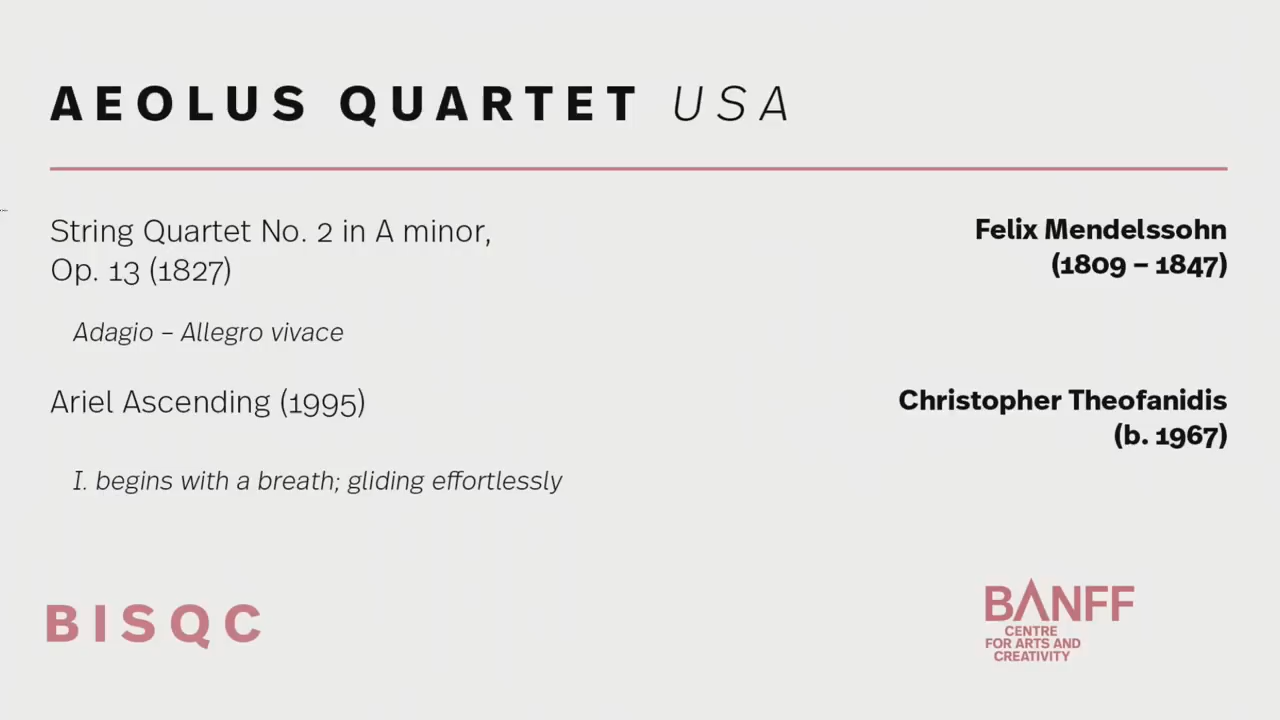 AEOLUS QUARTET USA
String Quartet No. 2 in A minor,
Op. 13 (1827)
Felix Mendelssohn
(1809 – 1847)
Adagio – Allegro vivace
Ariel Ascending (1995)
Christopher Theofanidis
(b. 1967)
I. begins with a breath; gliding effortlessly
BISQC
BANFF
CENTRE
FOR ARTS AND
CREATIVITY